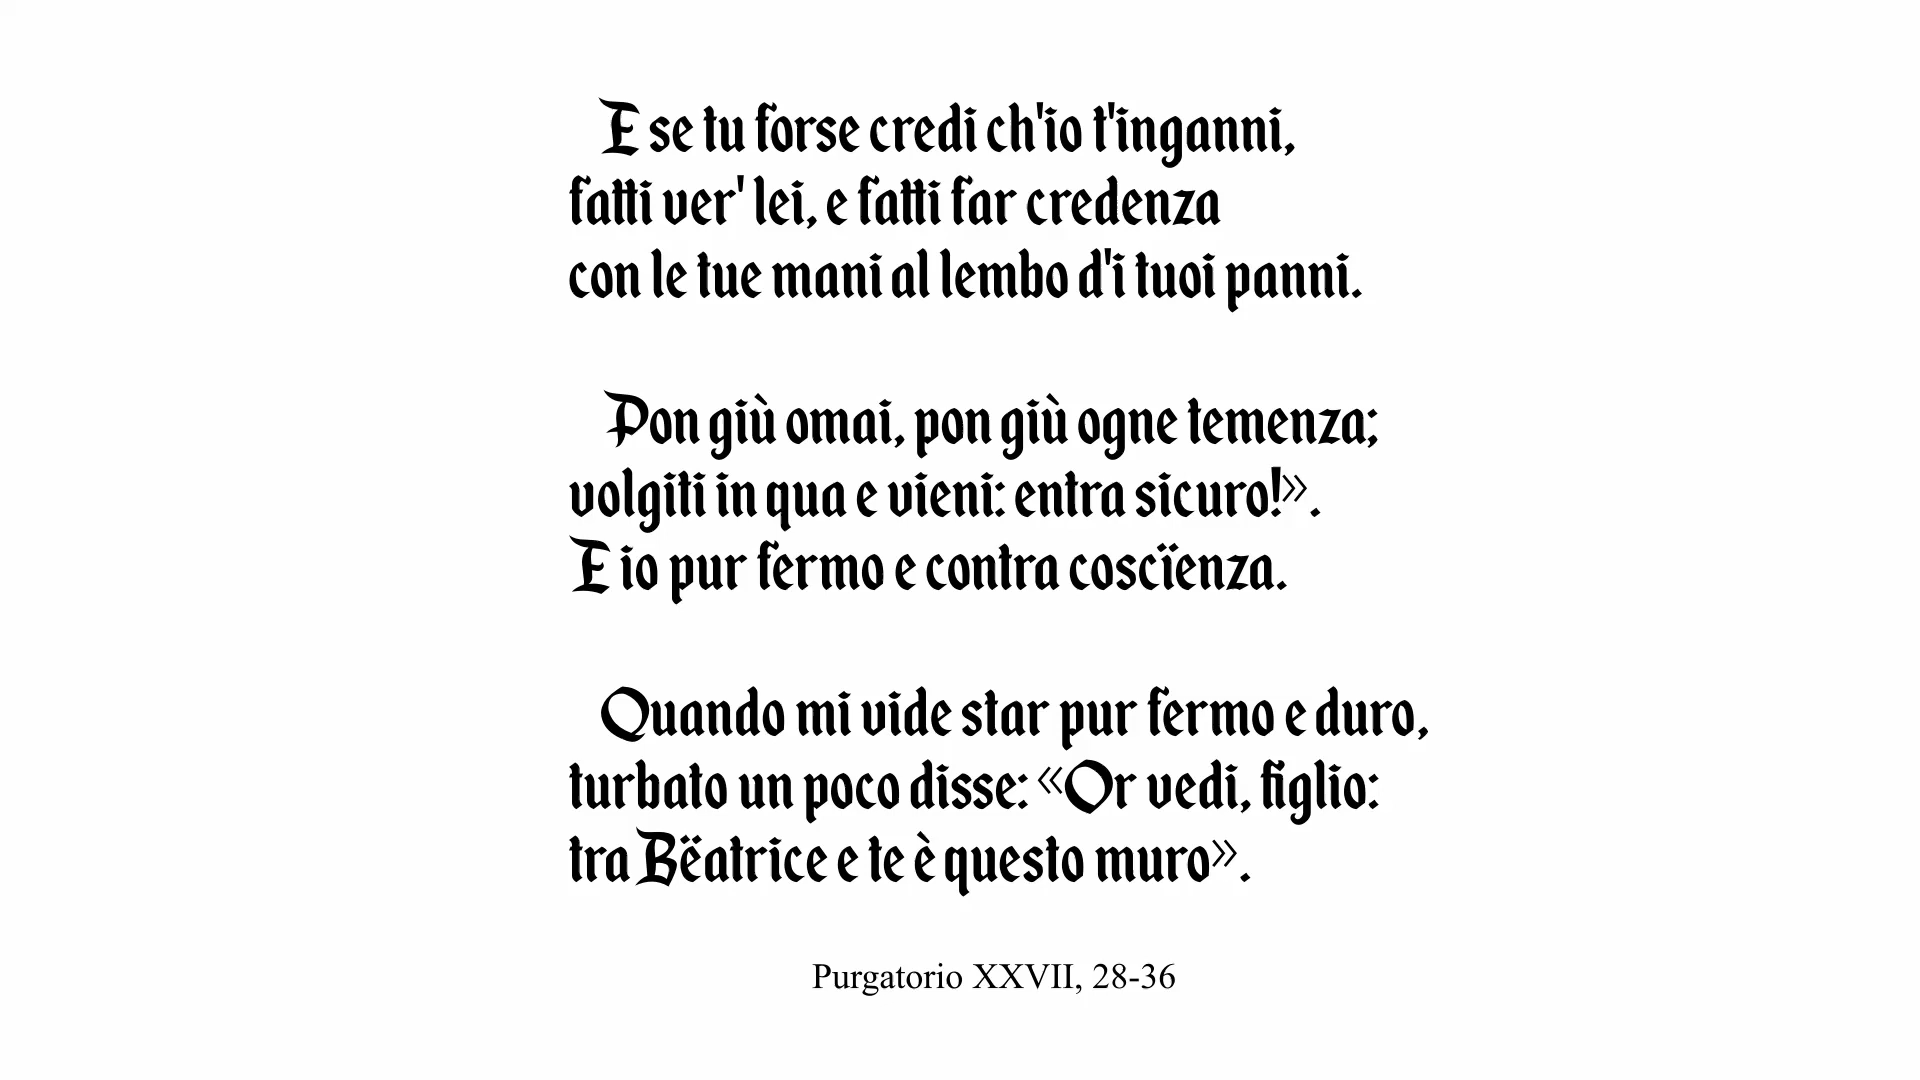 E se tu forse credi ch'io t'inganni,
fatti ver' lei, e fatti far credenza
con le tue mani al lembo d'i tuoi panni.
Pon giù omai, pon giù ogne temenza;
volgiti in qua e vieni: entra sicuro!».
E io pur fermo e contra coscïenza.
Quando mi vide star pur fermo e duro,
turbato un poco disse: «Or vedi, figlio:
tra Bëatrice e te è questo muro».
Purgatorio XXVII, 28-36